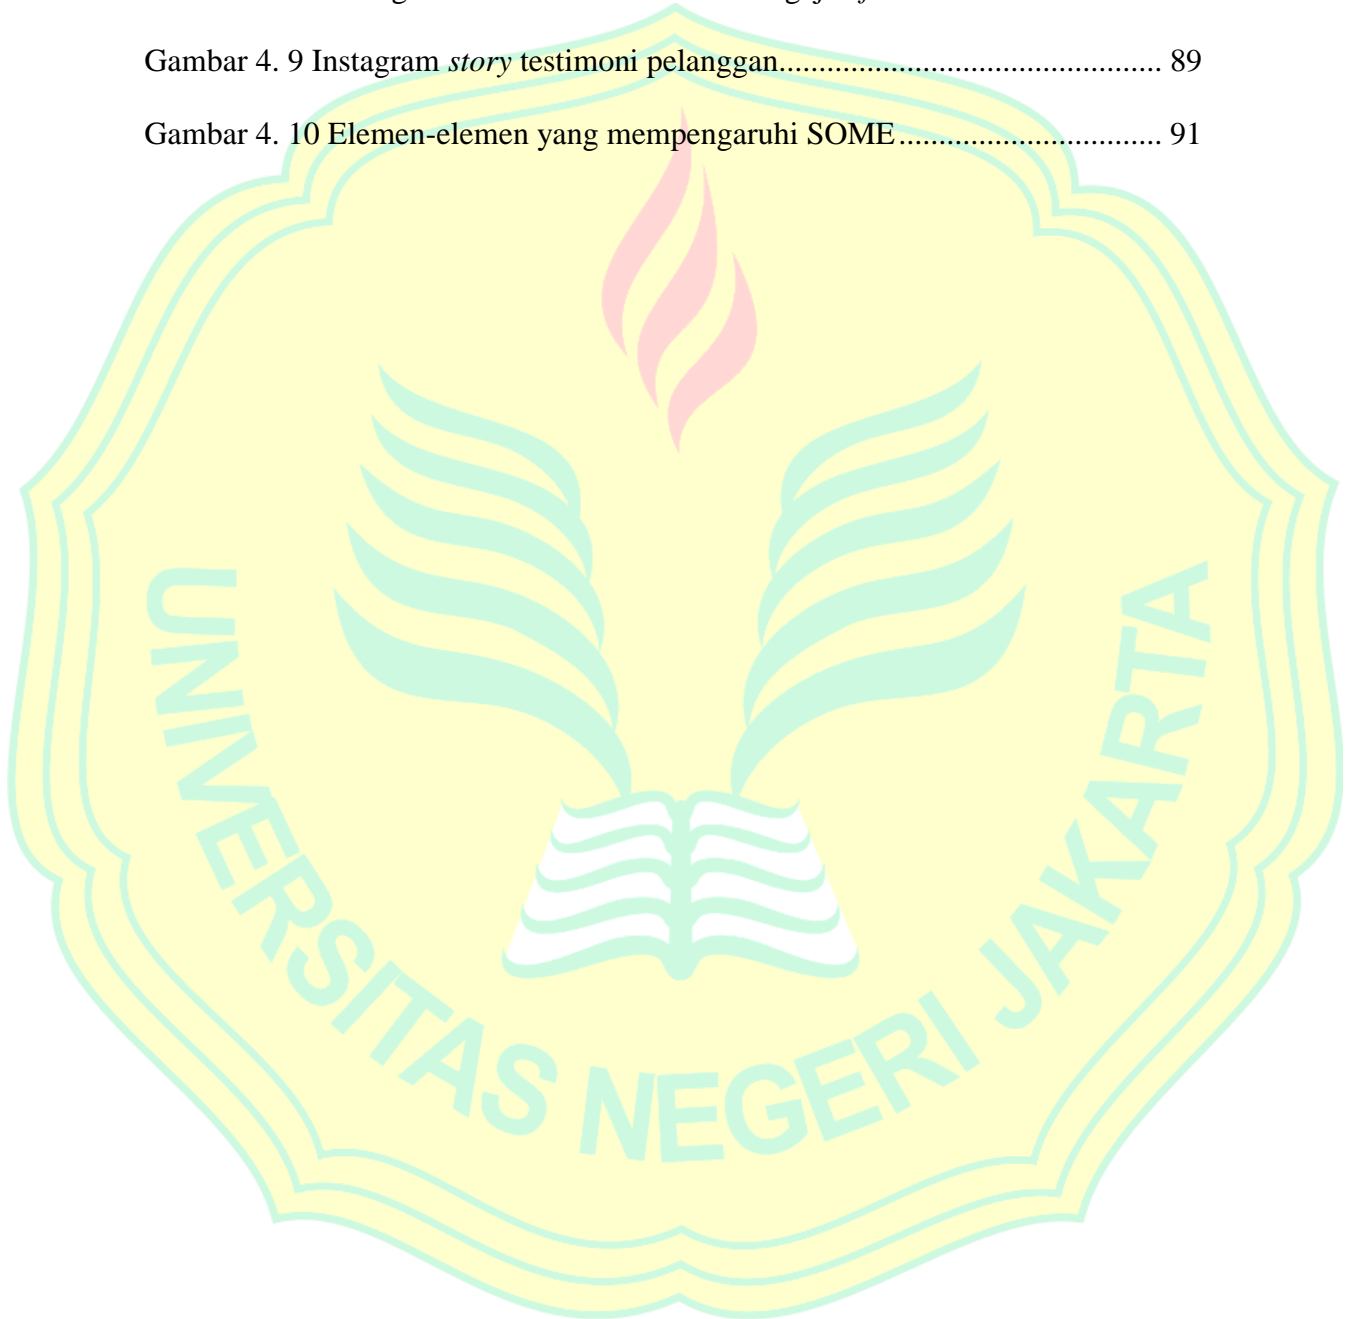 Gambar 4. 9 Instagram story testimoni pelanggan............................................... 89
Gambar 4. 10 Elemen-elemen yang mempengaruhi SOME................................ 91
UNIVERSITAS NEGERI JAKARTA